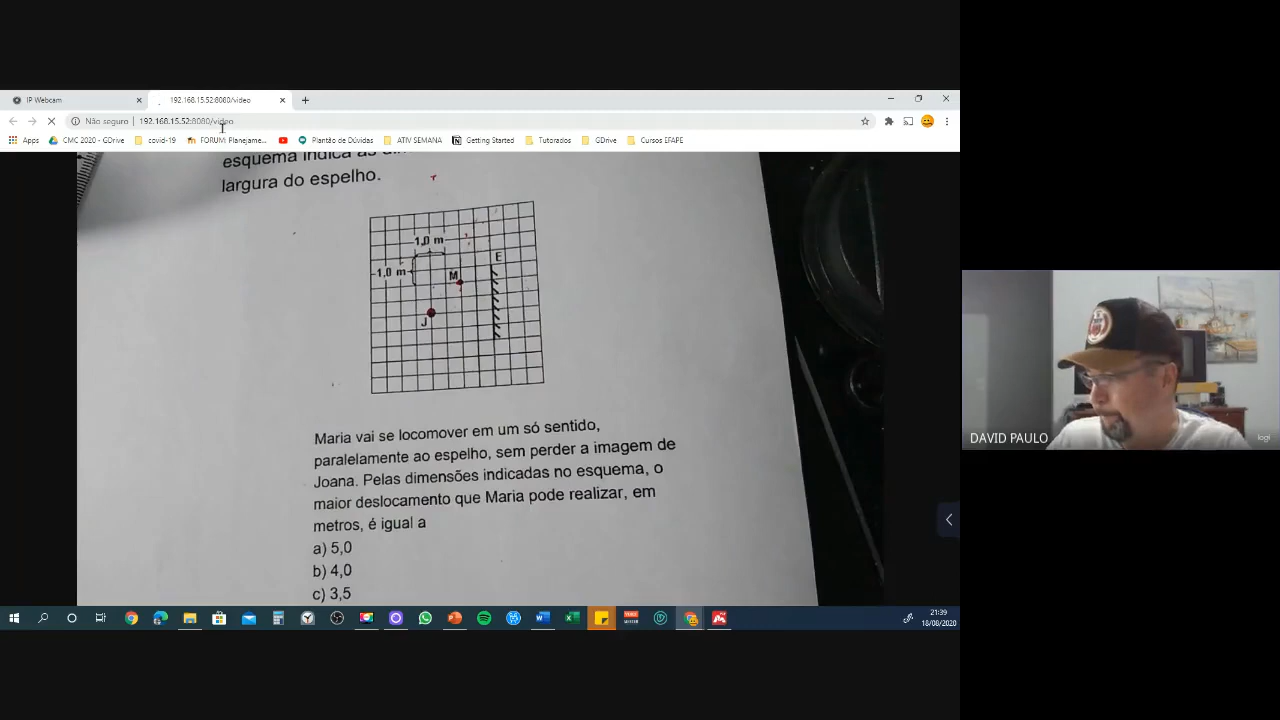 IP Webcam
192.168.15.52:8080/video
Não seguro
192.168.15.52:8080/video
Apps
CMC 2020 - GDrive
covid-19
FORUM: Planejame...
Plantão de Dúvidas
ATIV SEMANA
Getting Started
Tutorados
GDrive
Cursos EFAPE
esquema indica as
largura do espelho.
1,0 m
1,0 m
E
M
J
Maria vai se locomover em um só sentido,
paralelamente ao espelho, sem perder a imagem de
Joana. Pelas dimensões indicadas no esquema, o
maior deslocamento que Maria pode realizar, em
metros, é igual a
a) 5,0
b) 4,0
c) 3,5
DAVID PAULO
logi
21:39
18/08/2020